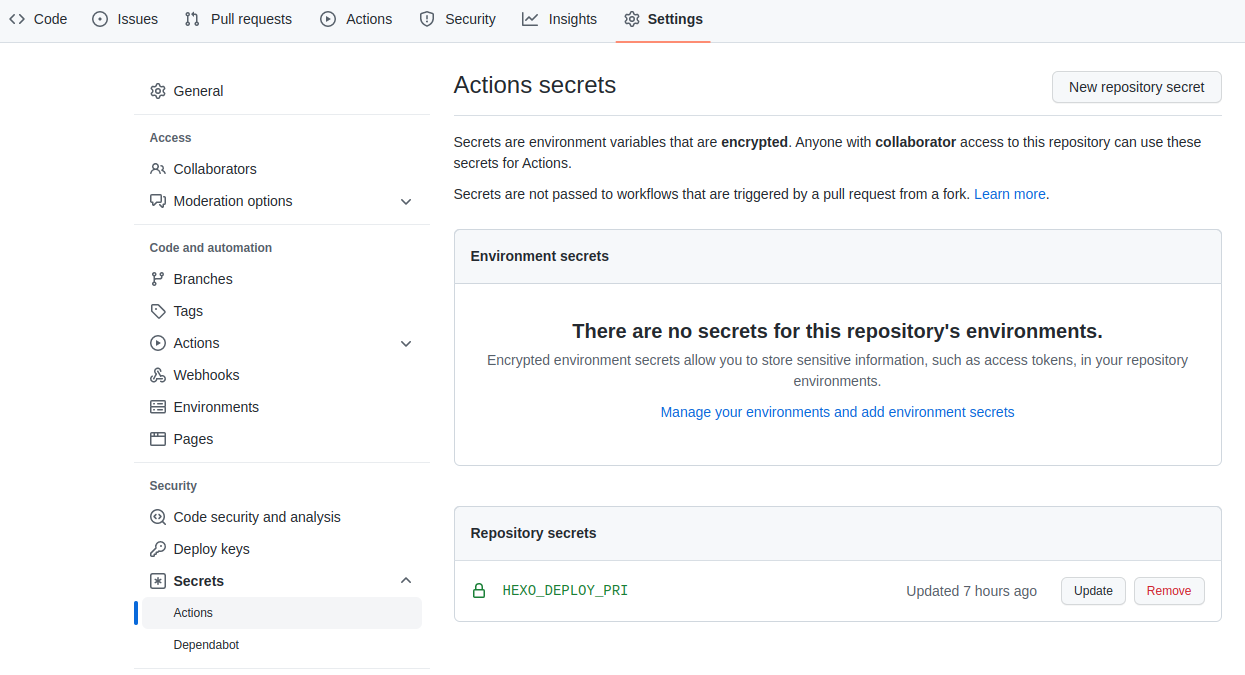 Code Issues Pull requests Actions Security Insights Settings
General
Access
Collaborators
Moderation options
Code and automation
Branches
Tags
Actions
Webhooks
Environments
Pages
Security
Code security and analysis
Deploy keys
Secrets
Actions
Dependabot
Actions secrets
New repository secret
Secrets are environment variables that are encrypted. Anyone with collaborator access to this repository can use these
secrets for Actions.
Secrets are not passed to workflows that are triggered by a pull request from a fork. Learn more.
Environment secrets
There are no secrets for this repository's environments.
Encrypted environment secrets allow you to store sensitive information, such as access tokens, in your repository
environments.
Manage your environments and add environment secrets
Repository secrets
HEXO_DEPLOY_PRI Updated 7 hours ago Update Remove